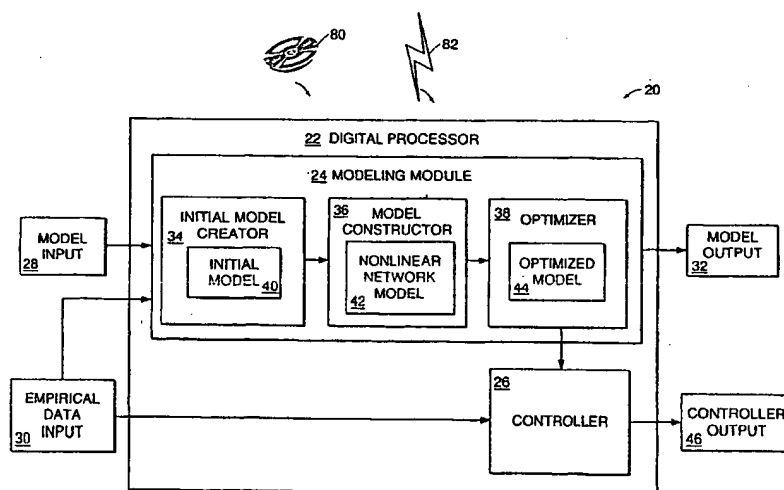 80
82
20
22 DIGITAL PROCESSOR
24 MODELING MODULE
INITIAL MODEL
34 CREATOR
INITIAL
MODEL 40
36 MODEL
CONSTRUCTOR
NONLINEAR
NETWORK
42 MODEL
38 OPTIMIZER
OPTIMIZED
44 MODEL
MODEL
INPUT
28
MODEL
OUTPUT
32
EMPIRICAL
DATA
INPUT
30
26
CONTROLLER
CONTROLLER
OUTPUT
46